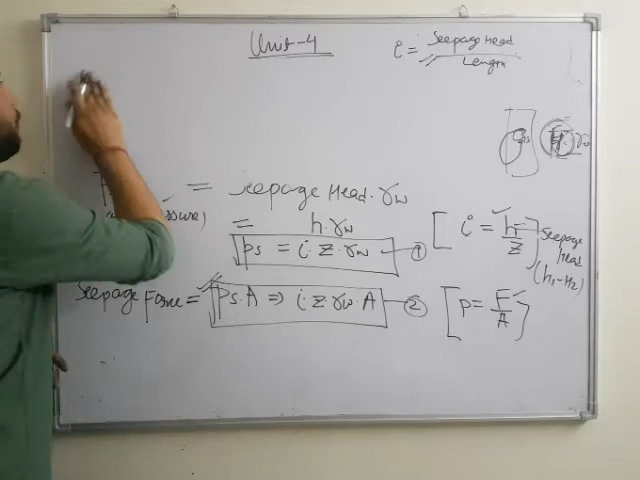 Unit-4
i = Seepage Head / Length
= Seepage Head · γw
= h·γw
Ps = i·z·γw — ①
[ i = h / z ]
Seepage head (h₁-H₂)
Seepage Force = Ps·A ⇒ i·z γw·A — ②
[ P = F / A ]